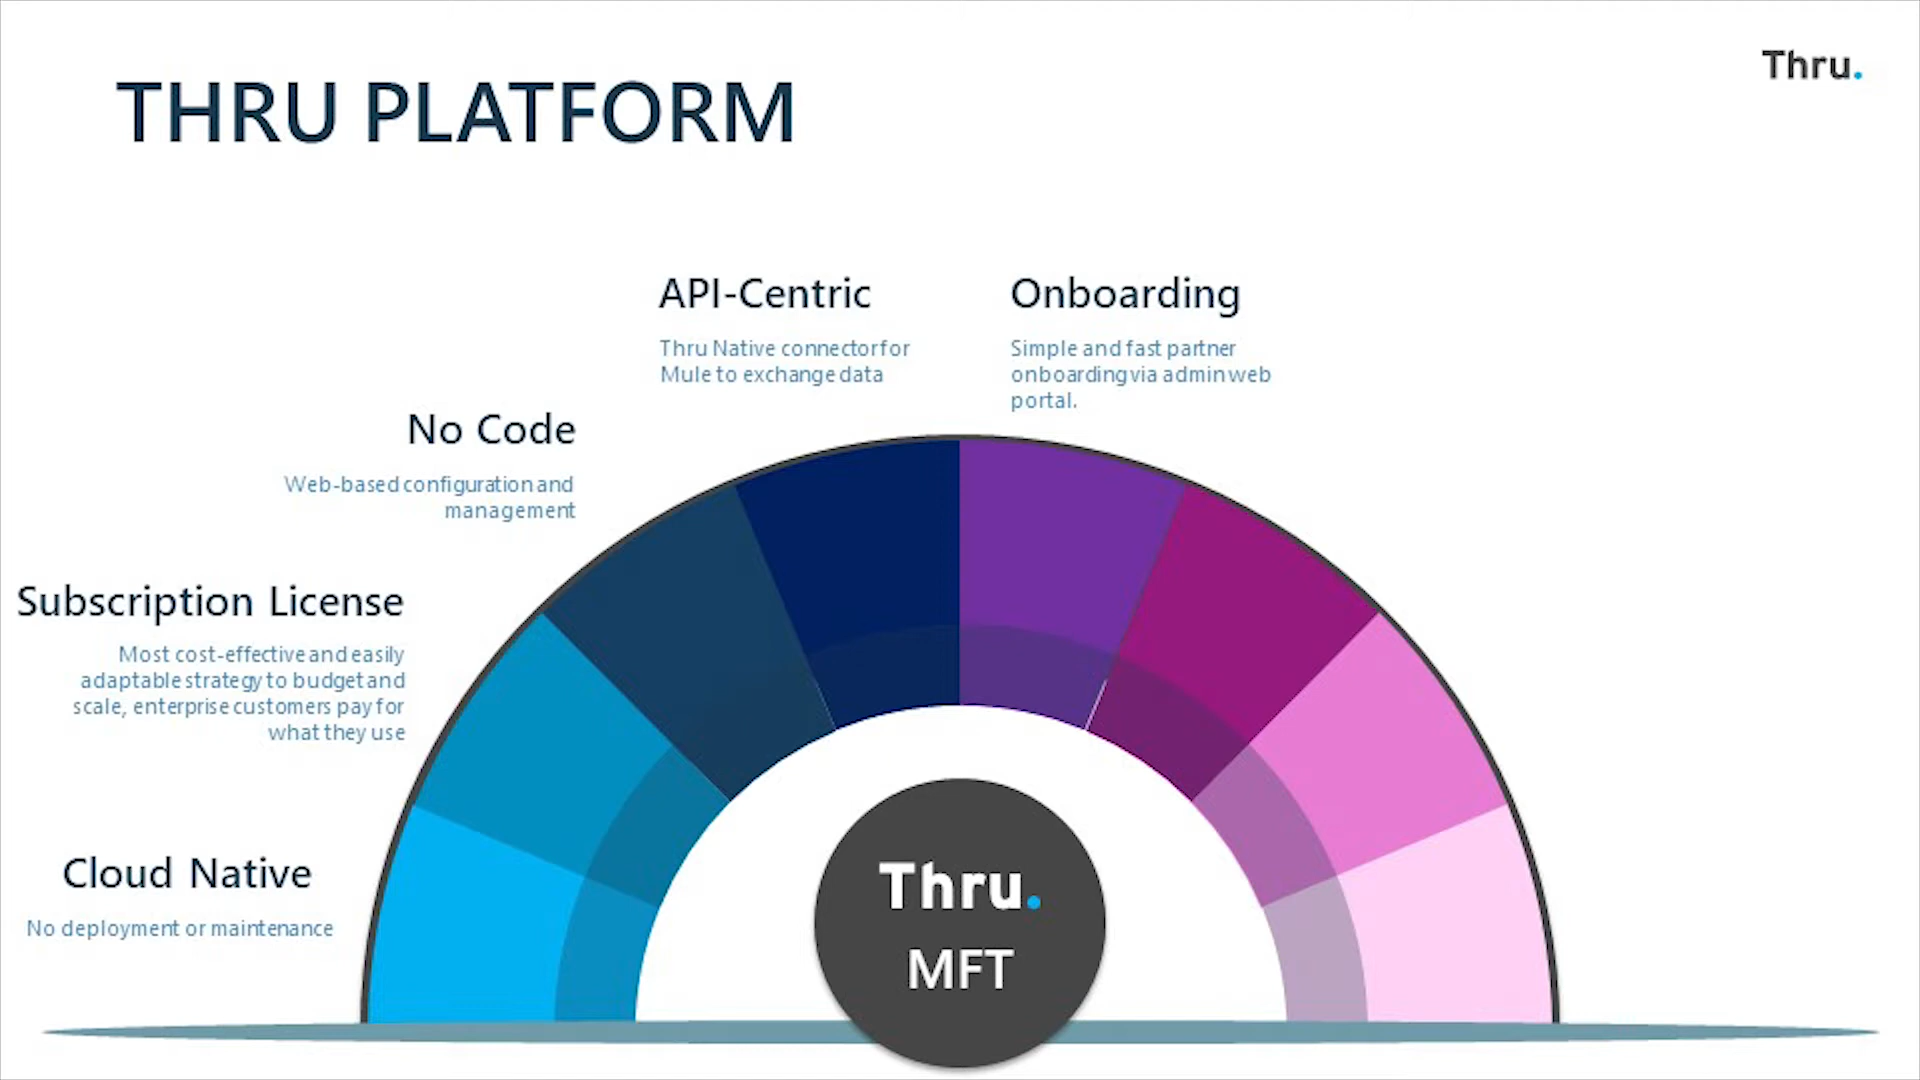 THRU PLATFORM
Thru.
API-Centric
Thru Native connector for
Mule to exchange data
Onboarding
Simple and fast partner
onboarding via admin web
portal.
No Code
Web-based configuration and
management
Subscription License
Most cost-effective and easily
adaptable strategy to budget and
scale, enterprise customers pay for
what they use
Cloud Native
No deployment or maintenance
Thru.
MFT